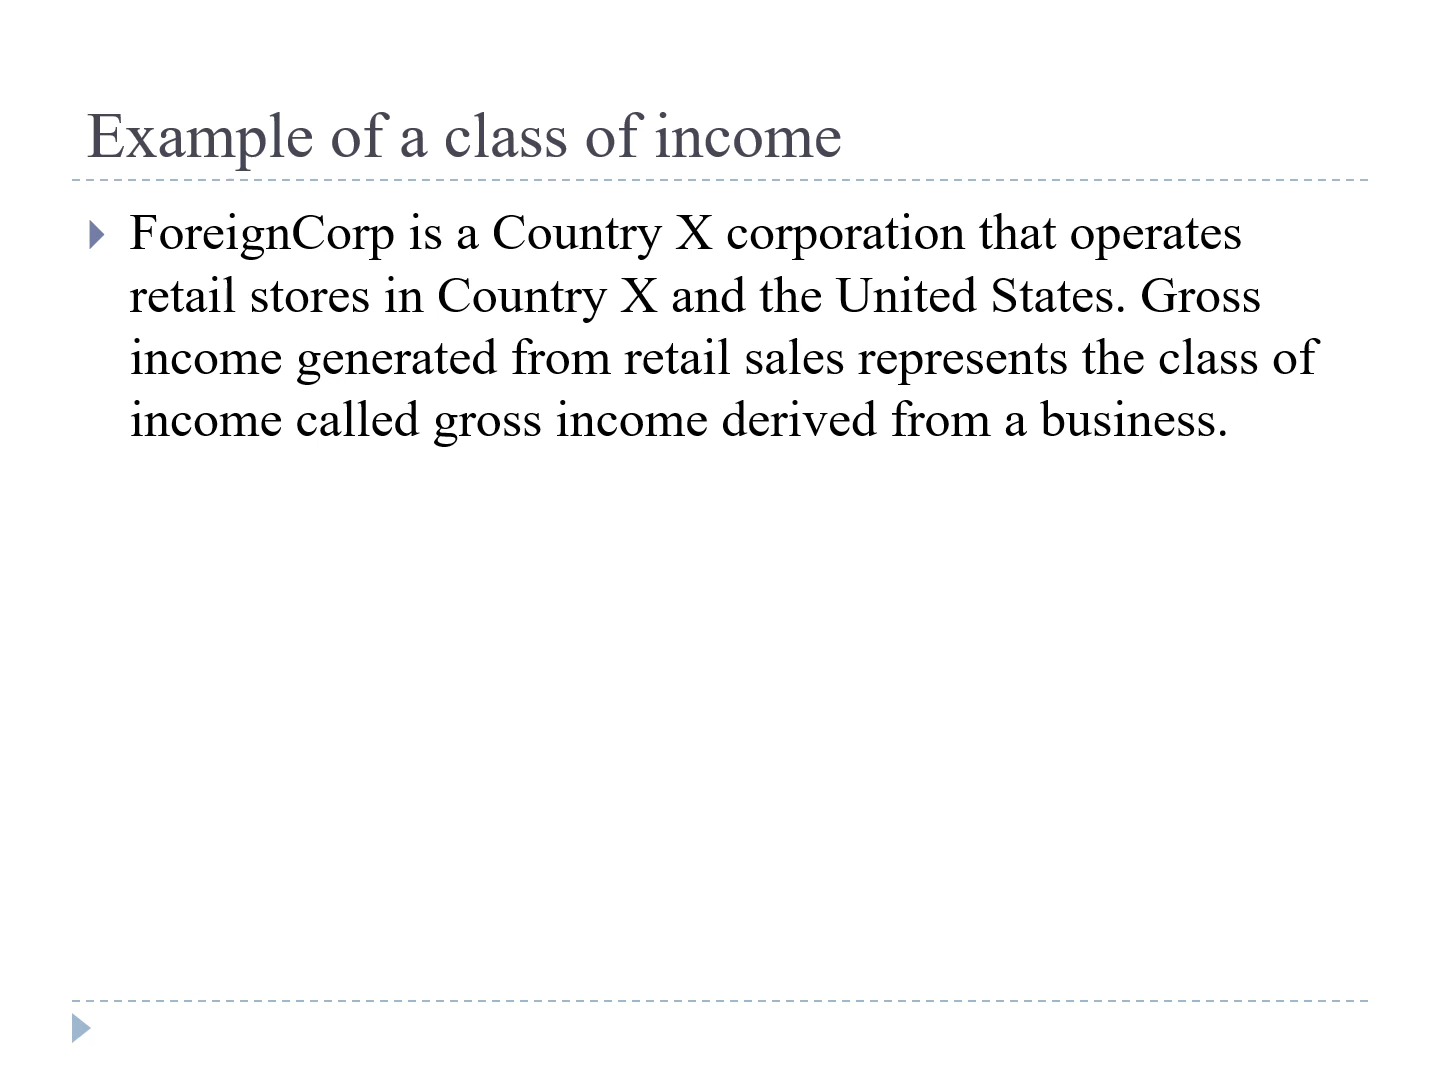 Example of a class of income
ForeignCorp is a Country X corporation that operates
retail stores in Country X and the United States. Gross
income generated from retail sales represents the class of
income called gross income derived from a business.